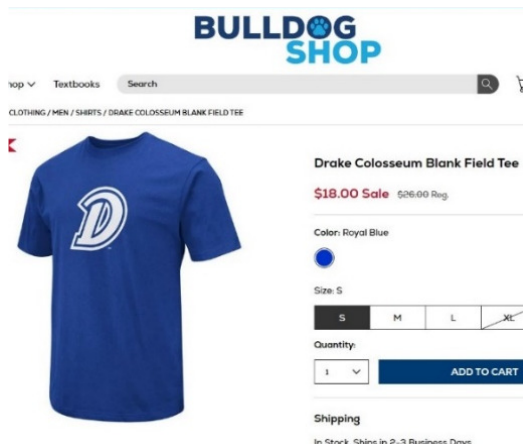 BULLDOG
SHOP
Textbooks
Search
CLOTHING / MEN / SHIRTS / DRAKE COLOSSEUM BLANK FIELD TEE
D
Drake Colosseum Blank Field Tee
$18.00 Sale $26.00 Reg.
Color: Royal Blue
Size: S
S M L XL
Quantity:
1 ADD TO CART
Shipping
In Stock, Ships in 2-3 Business Days